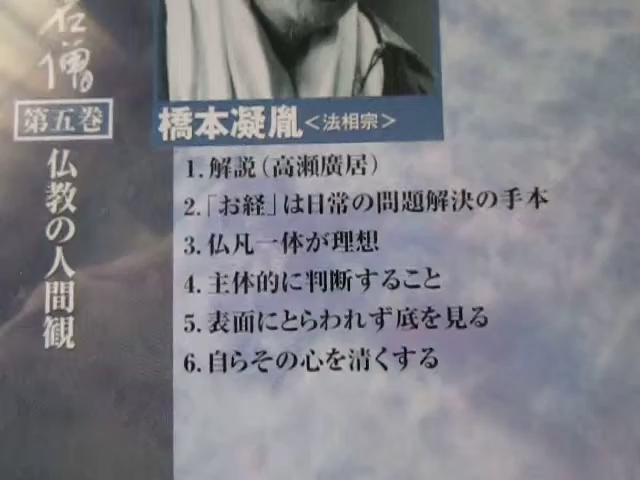 名僧
第五巻
仏教の人間観
橋本凝胤<法相宗>
1.解説(高瀬廣居)
2.「お経」は日常の問題解決の手本
3.仏凡一体が理想
4.主体的に判断すること
5.表面にとらわれず底を見る
6.自らその心を清くする